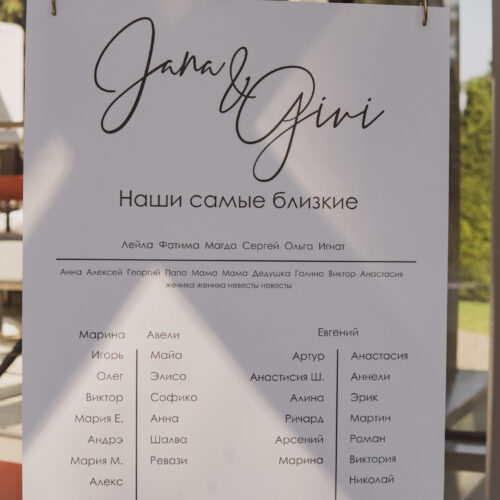 Jana & Givi
Наши самые близкие
Лейла Фатима Магда Сергей Ольга Игнат
Анна Алексей Георгий Папа Мама Мама Дедушка Галина Виктор Анастасия
жениха жениха невесты невесты
Марина Авели Евгений
Игорь Майа Артур Анастасия
Олег Элисо Анастисия Ш. Аннели
Виктор Софико Алина Эрик
Мария Е. Анна Ричард Мартин
Андрэ Шалва Арсений Роман
Мария М. Ревази Марина Виктория
Алекс Николай